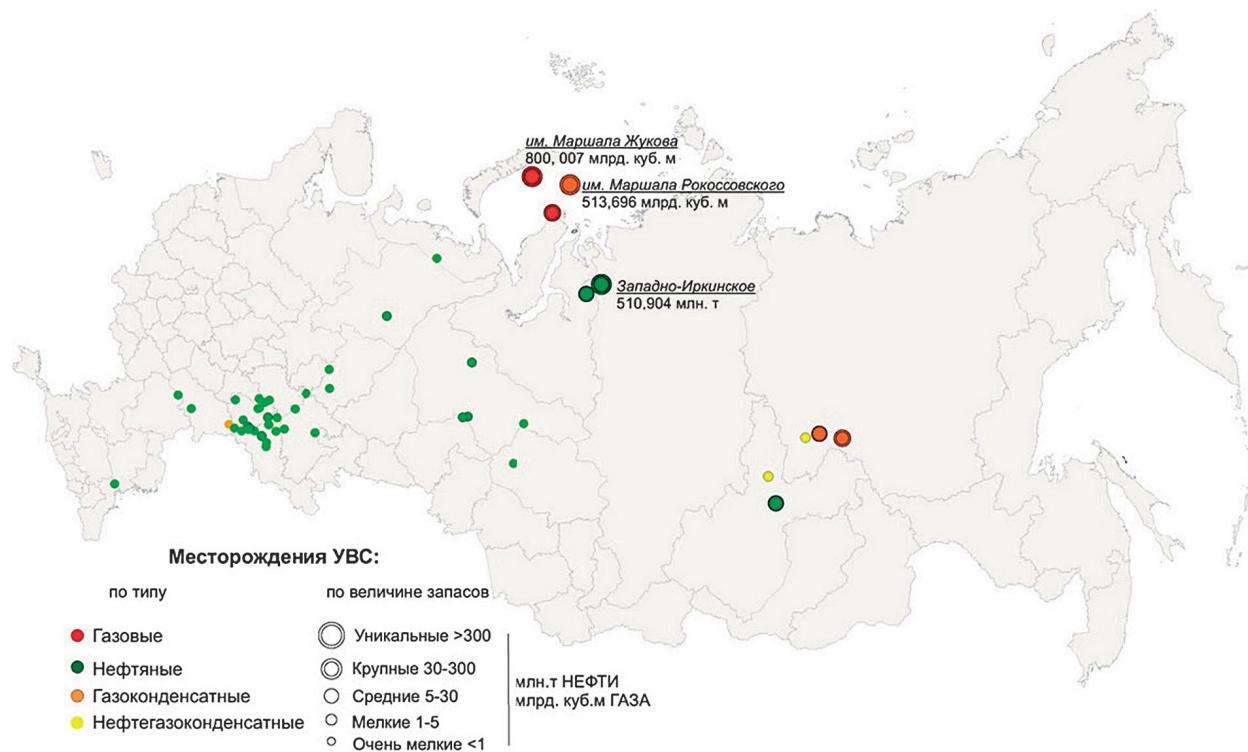 им. Маршала Жукова
800, 007 млрд. куб. м
им. Маршала Рокоссовского
513,696 млрд. куб. м
Западно-Иркинское
510,904 млн. т
Месторождения УВС:
по типу
Газовые
Нефтяные
Газоконденсатные
Нефтегазоконденсатные
по величине запасов
Уникальные >300
Крупные 30-300
Средние 5-30
Мелкие 1-5
Очень мелкие <1
млн.т НЕФТИ
млрд. куб.м ГАЗА